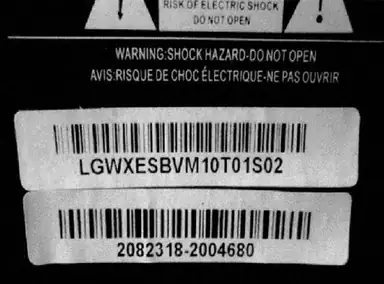 RISK OF ELECTRIC SHOCK
DO NOT OPEN
WARNING:SHOCK HAZARD-DO NOT OPEN
AVIS:RISQUE DE CHOC ÉLECTRIQUE-NE PAS OUVRIR
LGWXESBVM10T01S02
2082318-2004680